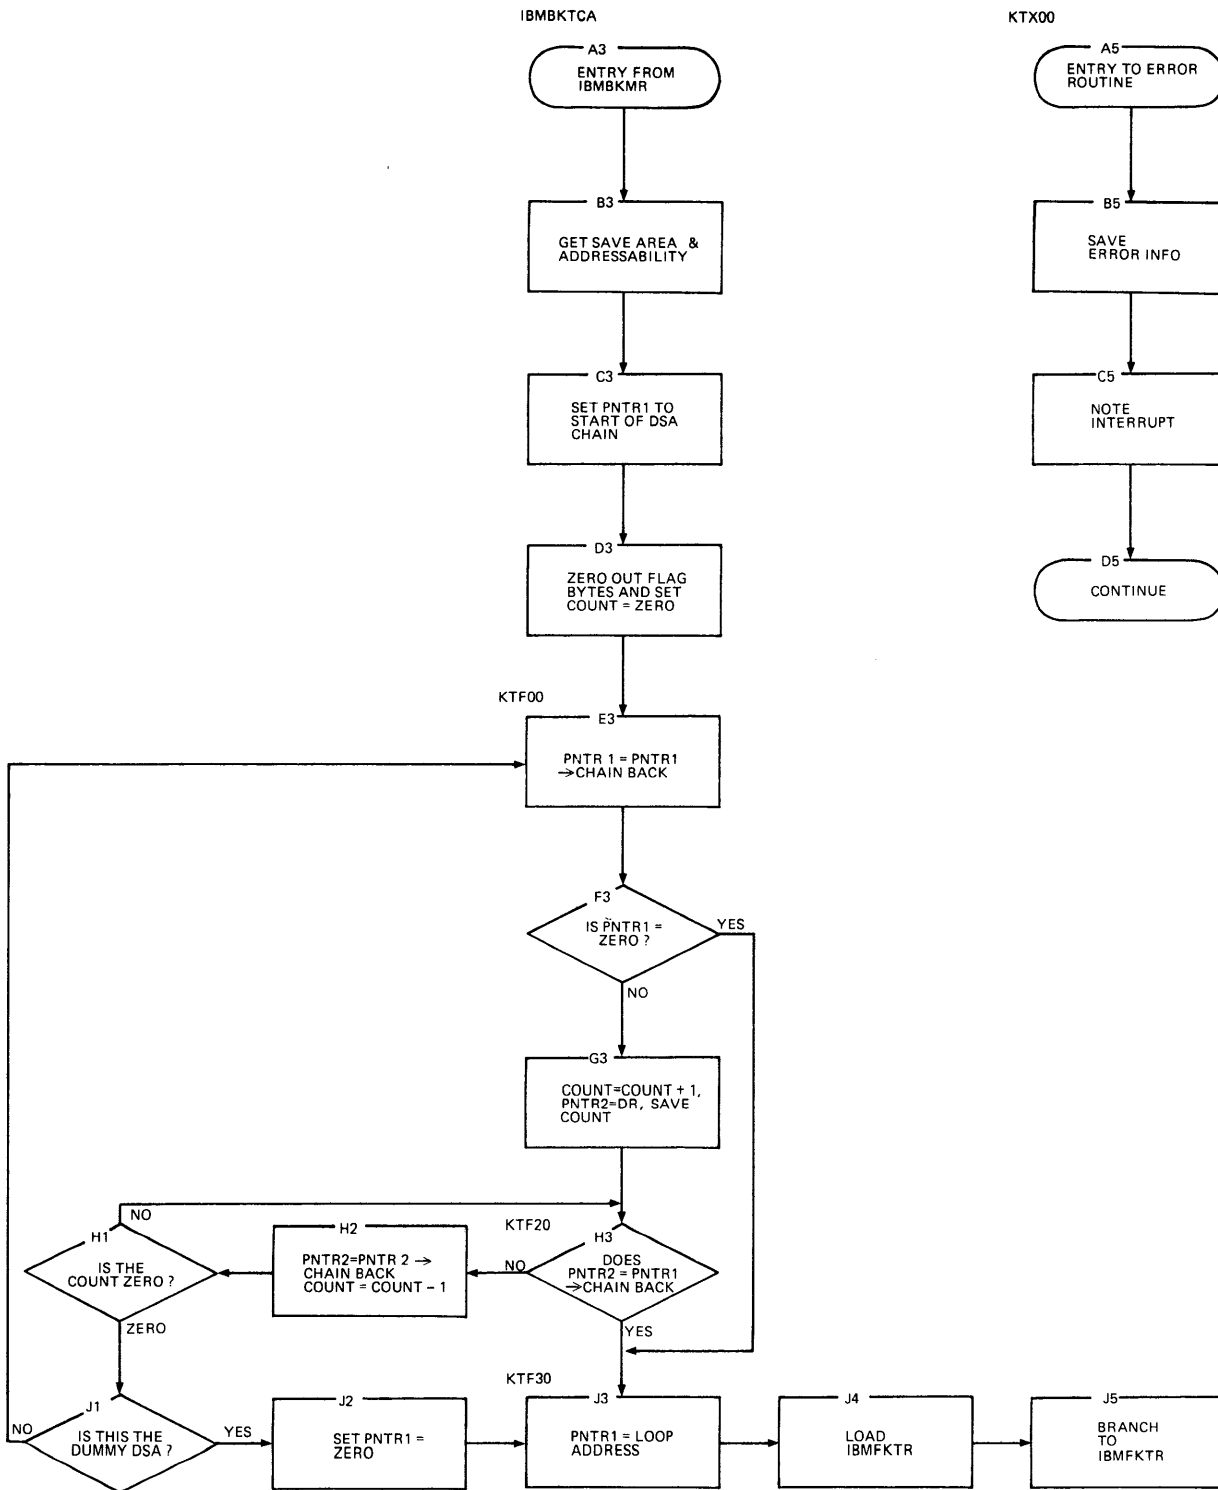 IBMBKTCA
KTX00
A3
ENTRY FROM
IBMBKMR
A5
ENTRY TO ERROR
ROUTINE
B3
GET SAVE AREA &
ADDRESSABILITY
B5
SAVE
ERROR INFO
C3
SET PNTR1 TO
START OF DSA
CHAIN
C5
NOTE
INTERRUPT
D3
ZERO OUT FLAG
BYTES AND SET
COUNT = ZERO
D5
CONTINUE
KTF00
E3
PNTR 1 = PNTR1
→CHAIN BACK
F3
IS PNTR1 =
ZERO ?
YES
NO
G3
COUNT=COUNT + 1,
PNTR2=DR, SAVE
COUNT
NO
H1
IS THE
COUNT ZERO ?
ZERO
H2
PNTR2=PNTR 2 →
CHAIN BACK
COUNT = COUNT – 1
KTF20
H3
DOES
PNTR2 = PNTR1
→CHAIN BACK
NO
YES
KTF30
J1
IS THIS THE
DUMMY DSA ?
NO
YES
J2
SET PNTR1 =
ZERO
J3
PNTR1 = LOOP
ADDRESS
J4
LOAD
IBMFKTR
J5
BRANCH
TO
IBMFKTR